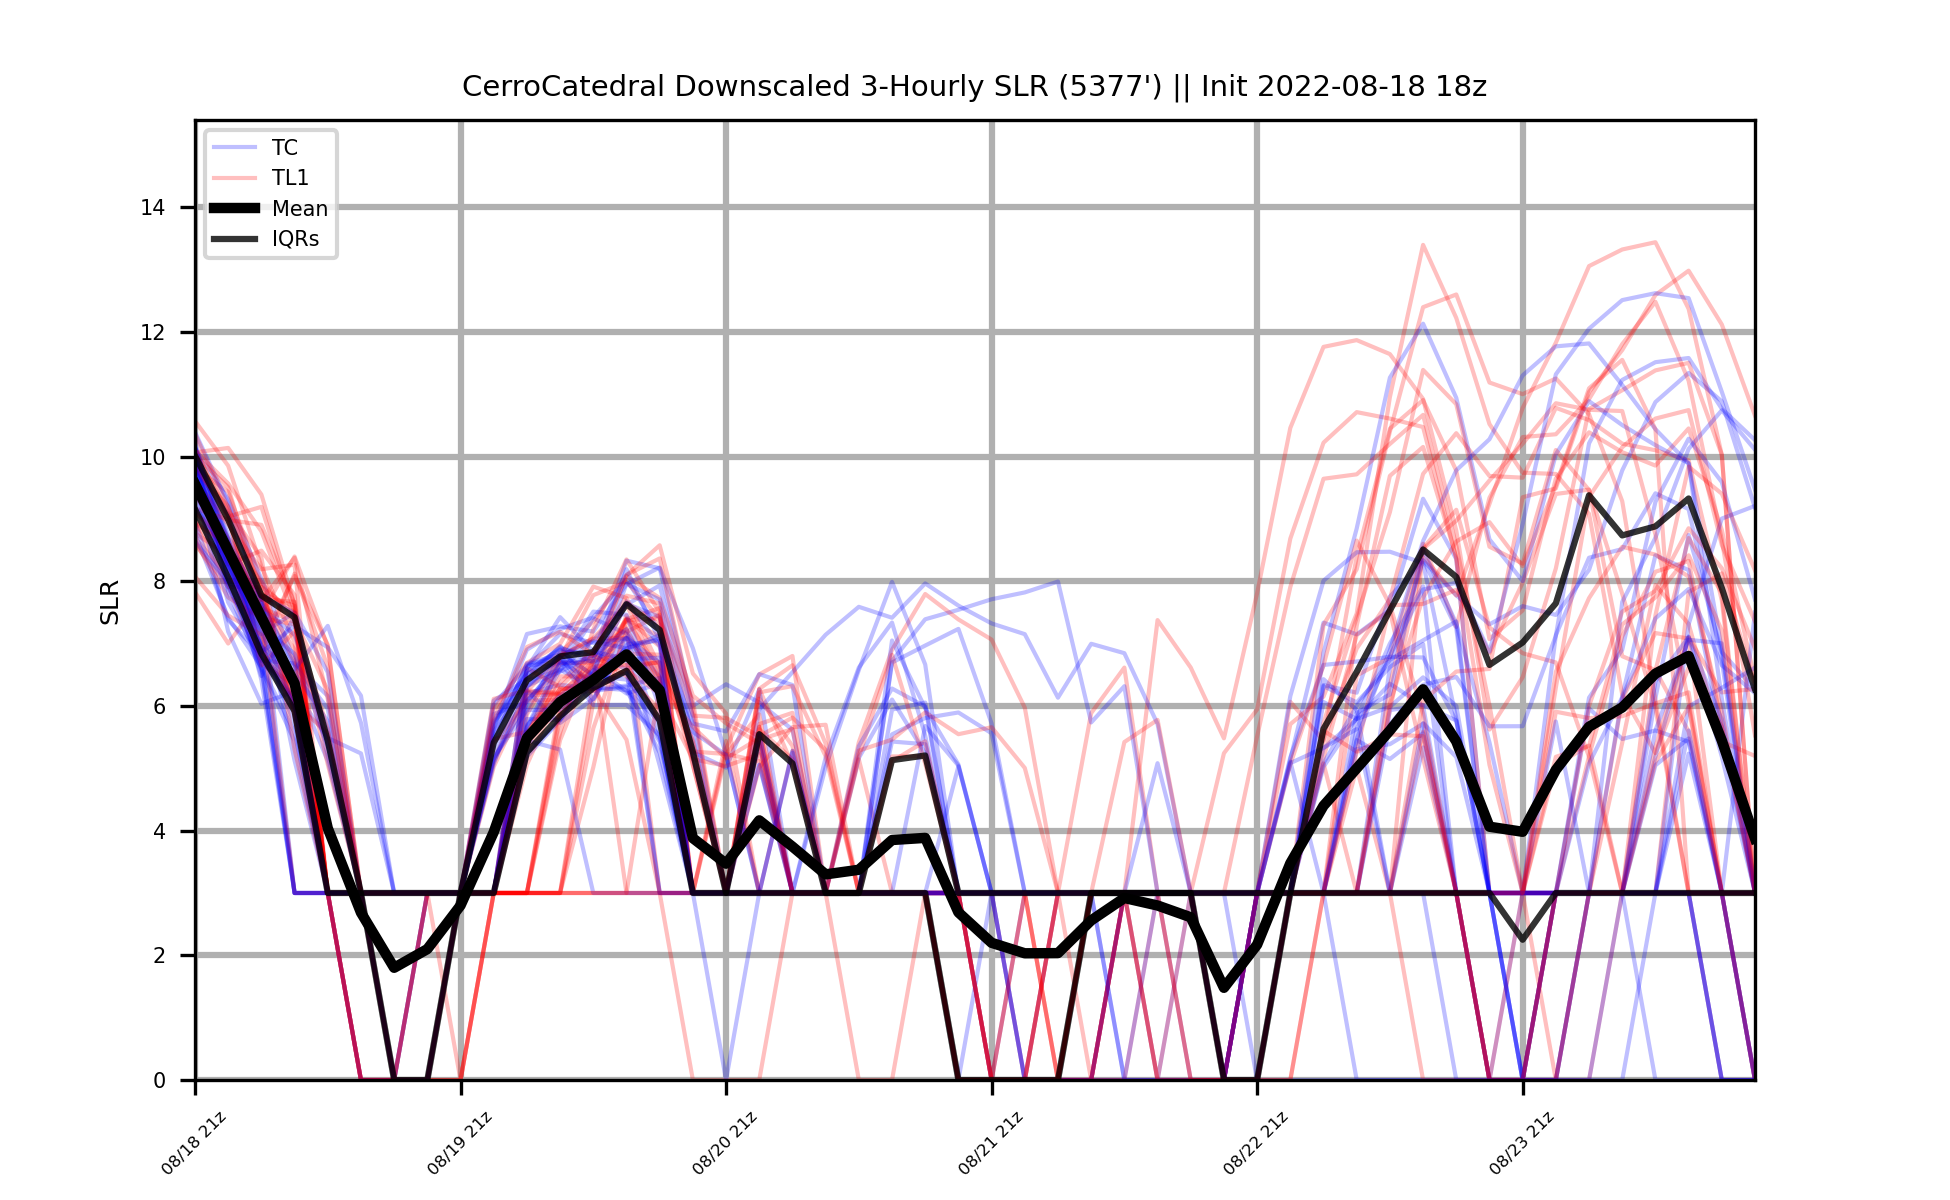 CerroCatedral Downscaled 3-Hourly SLR (5377') || Init 2022-08-18 18z
TC
TL1
Mean
IQRs
SLR
14
12
10
8
6
4
2
0
08/18 21z
08/19 21z
08/20 21z
08/21 21z
08/22 21z
08/23 21z